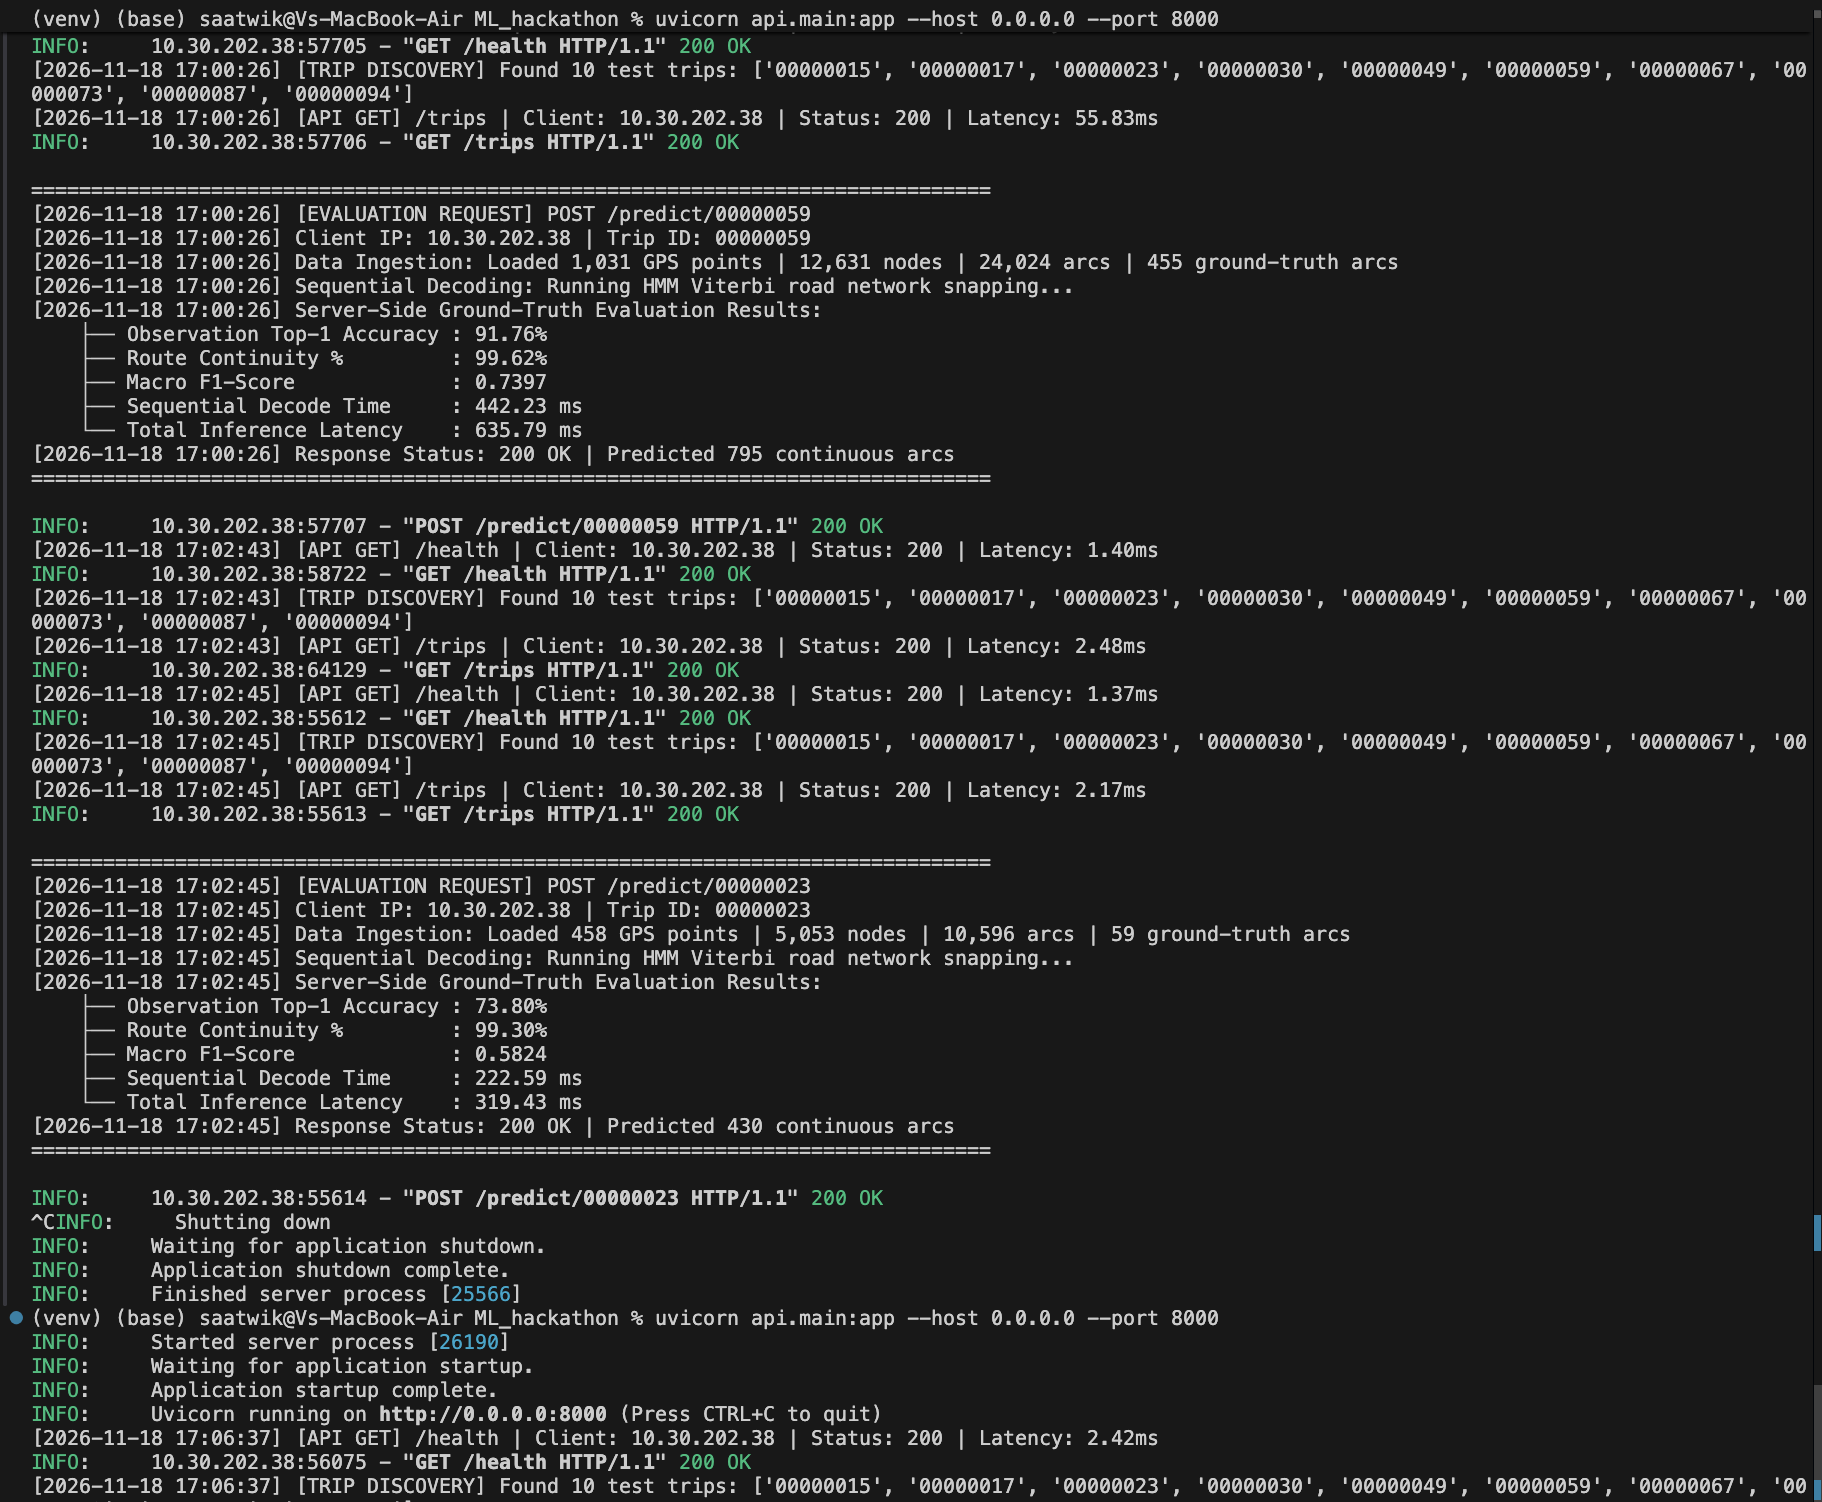 (venv) (base) saatwik@Vs-MacBook-Air ML_hackathon % uvicorn api.main:app --host 0.0.0.0 --port 8000
INFO:     10.30.202.38:57705 - "GET /health HTTP/1.1" 200 OK
[2026-11-18 17:00:26] [TRIP DISCOVERY] Found 10 test trips: ['00000015', '00000017', '00000023', '00000030', '00000049', '00000059', '00000067', '00
000073', '00000087', '00000094']
[2026-11-18 17:00:26] [API GET] /trips | Client: 10.30.202.38 | Status: 200 | Latency: 55.83ms
INFO:     10.30.202.38:57706 - "GET /trips HTTP/1.1" 200 OK
================================================================================
[2026-11-18 17:00:26] [EVALUATION REQUEST] POST /predict/00000059
[2026-11-18 17:00:26] Client IP: 10.30.202.38 | Trip ID: 00000059
[2026-11-18 17:00:26] Data Ingestion: Loaded 1,031 GPS points | 12,631 nodes | 24,024 arcs | 455 ground-truth arcs
[2026-11-18 17:00:26] Sequential Decoding: Running HMM Viterbi road network snapping...
[2026-11-18 17:00:26] Server-Side Ground-Truth Evaluation Results:
    ├── Observation Top-1 Accuracy : 91.76%
    ├── Route Continuity %         : 99.62%
    ├── Macro F1-Score             : 0.7397
    ├── Sequential Decode Time     : 442.23 ms
    └── Total Inference Latency    : 635.79 ms
[2026-11-18 17:00:26] Response Status: 200 OK | Predicted 795 continuous arcs
================================================================================
INFO:     10.30.202.38:57707 - "POST /predict/00000059 HTTP/1.1" 200 OK
[2026-11-18 17:02:43] [API GET] /health | Client: 10.30.202.38 | Status: 200 | Latency: 1.40ms
INFO:     10.30.202.38:58722 - "GET /health HTTP/1.1" 200 OK
[2026-11-18 17:02:43] [TRIP DISCOVERY] Found 10 test trips: ['00000015', '00000017', '00000023', '00000030', '00000049', '00000059', '00000067', '00
000073', '00000087', '00000094']
[2026-11-18 17:02:43] [API GET] /trips | Client: 10.30.202.38 | Status: 200 | Latency: 2.48ms
INFO:     10.30.202.38:64129 - "GET /trips HTTP/1.1" 200 OK
[2026-11-18 17:02:45] [API GET] /health | Client: 10.30.202.38 | Status: 200 | Latency: 1.37ms
INFO:     10.30.202.38:55612 - "GET /health HTTP/1.1" 200 OK
[2026-11-18 17:02:45] [TRIP DISCOVERY] Found 10 test trips: ['00000015', '00000017', '00000023', '00000030', '00000049', '00000059', '00000067', '00
000073', '00000087', '00000094']
[2026-11-18 17:02:45] [API GET] /trips | Client: 10.30.202.38 | Status: 200 | Latency: 2.17ms
INFO:     10.30.202.38:55613 - "GET /trips HTTP/1.1" 200 OK
================================================================================
[2026-11-18 17:02:45] [EVALUATION REQUEST] POST /predict/00000023
[2026-11-18 17:02:45] Client IP: 10.30.202.38 | Trip ID: 00000023
[2026-11-18 17:02:45] Data Ingestion: Loaded 458 GPS points | 5,053 nodes | 10,596 arcs | 59 ground-truth arcs
[2026-11-18 17:02:45] Sequential Decoding: Running HMM Viterbi road network snapping...
[2026-11-18 17:02:45] Server-Side Ground-Truth Evaluation Results:
    ├── Observation Top-1 Accuracy : 73.80%
    ├── Route Continuity %         : 99.30%
    ├── Macro F1-Score             : 0.5824
    ├── Sequential Decode Time     : 222.59 ms
    └── Total Inference Latency    : 319.43 ms
[2026-11-18 17:02:45] Response Status: 200 OK | Predicted 430 continuous arcs
================================================================================
INFO:     10.30.202.38:55614 - "POST /predict/00000023 HTTP/1.1" 200 OK
^CINFO:     Shutting down
INFO:     Waiting for application shutdown.
INFO:     Application shutdown complete.
INFO:     Finished server process [25566]
(venv) (base) saatwik@Vs-MacBook-Air ML_hackathon % uvicorn api.main:app --host 0.0.0.0 --port 8000
INFO:     Started server process [26190]
INFO:     Waiting for application startup.
INFO:     Application startup complete.
INFO:     Uvicorn running on http://0.0.0.0:8000 (Press CTRL+C to quit)
[2026-11-18 17:06:37] [API GET] /health | Client: 10.30.202.38 | Status: 200 | Latency: 2.42ms
INFO:     10.30.202.38:56075 - "GET /health HTTP/1.1" 200 OK
[2026-11-18 17:06:37] [TRIP DISCOVERY] Found 10 test trips: ['00000015', '00000017', '00000023', '00000030', '00000049', '00000059', '00000067', '00